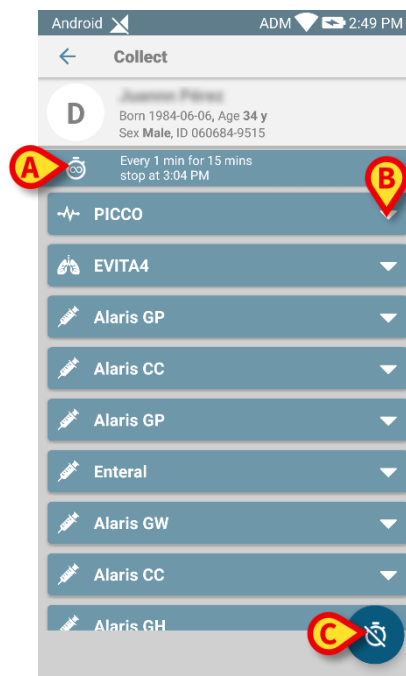 Android ADM 2:49 PM
Collect
D
Born 1984-06-06, Age 34 y
Sex Male, ID 060684-9515
A
Every 1 min for 15 mins
stop at 3:04 PM
B
PICCO
EVITA4
Alaris GP
Alaris CC
Alaris GP
Enteral
Alaris GW
Alaris CC
Alaris GH
C